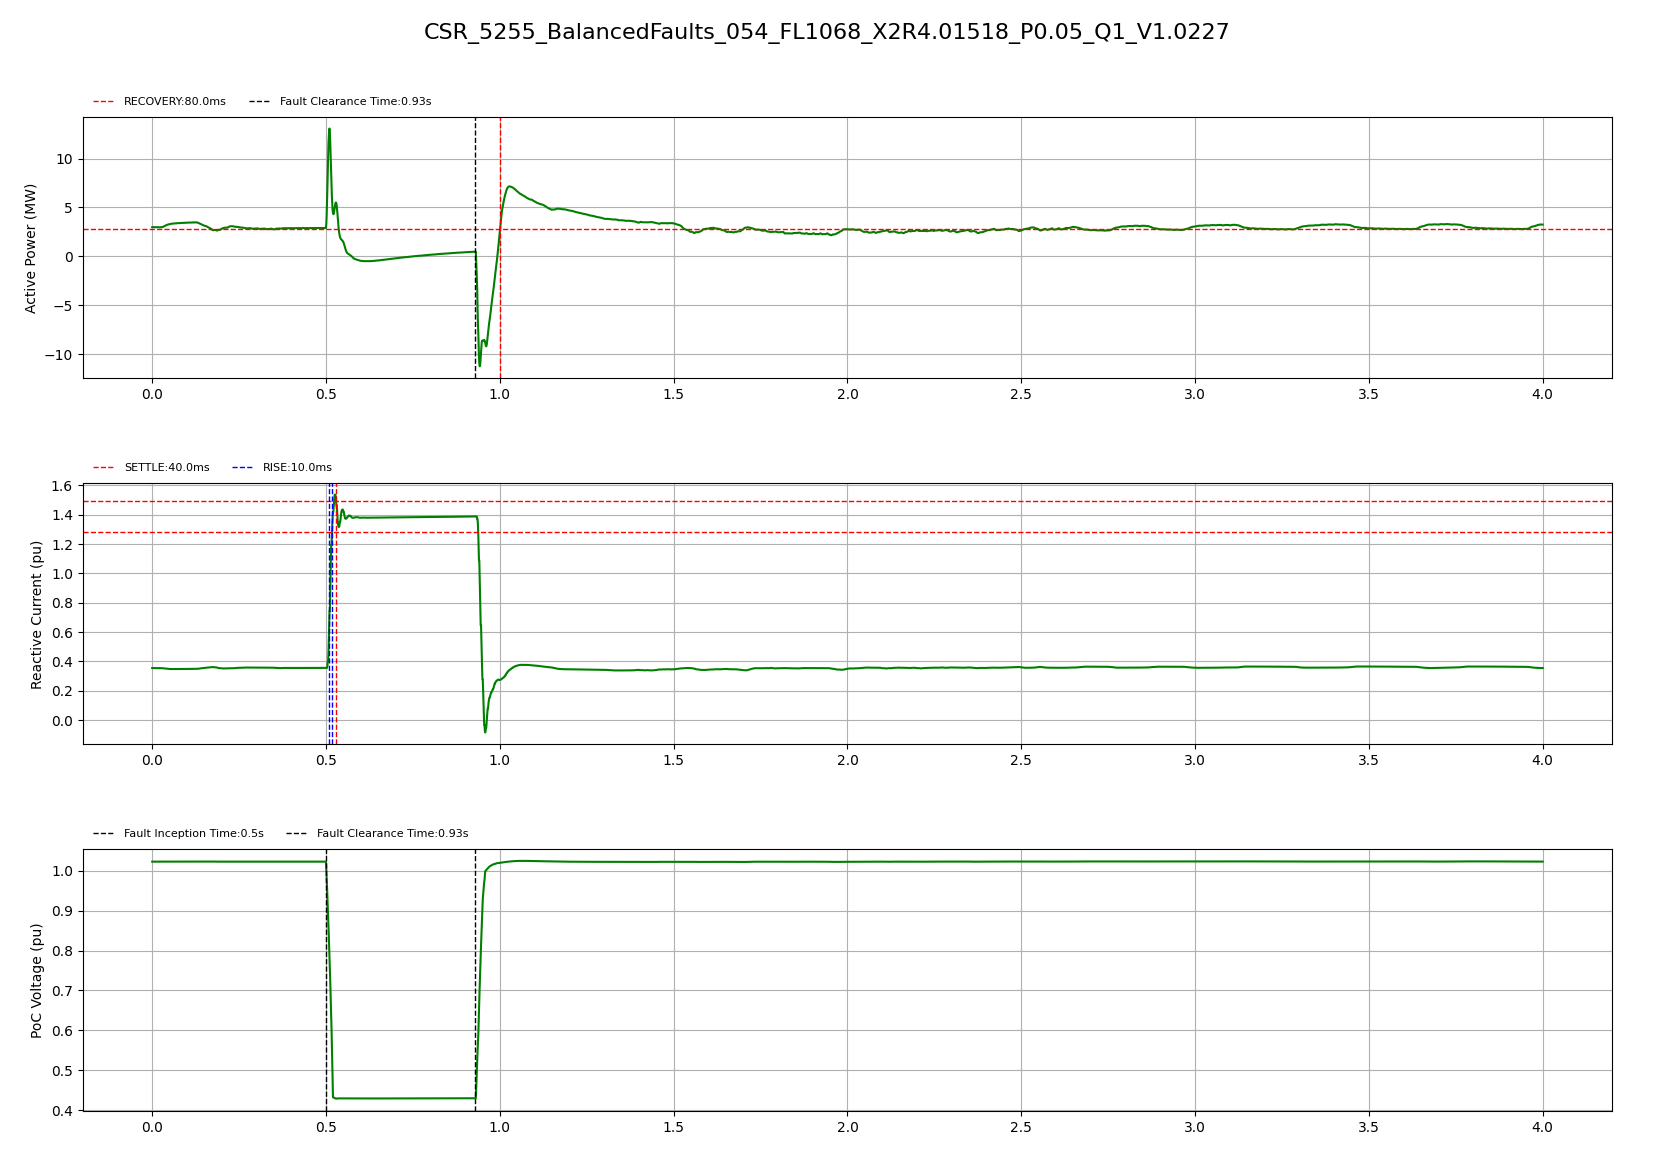 CSR_5255_BalancedFaults_054_FL1068_X2R4.01518_P0.05_Q1_V1.0227
RECOVERY:80.0ms Fault Clearance Time:0.93s
Active Power (MW)
10
5
0
−5
−10
0.0 0.5 1.0 1.5 2.0 2.5 3.0 3.5 4.0
SETTLE:40.0ms RISE:10.0ms
Reactive Current (pu)
1.6
1.4
1.2
1.0
0.8
0.6
0.4
0.2
0.0
0.0 0.5 1.0 1.5 2.0 2.5 3.0 3.5 4.0
Fault Inception Time:0.5s Fault Clearance Time:0.93s
PoC Voltage (pu)
1.0
0.9
0.8
0.7
0.6
0.5
0.4
0.0 0.5 1.0 1.5 2.0 2.5 3.0 3.5 4.0